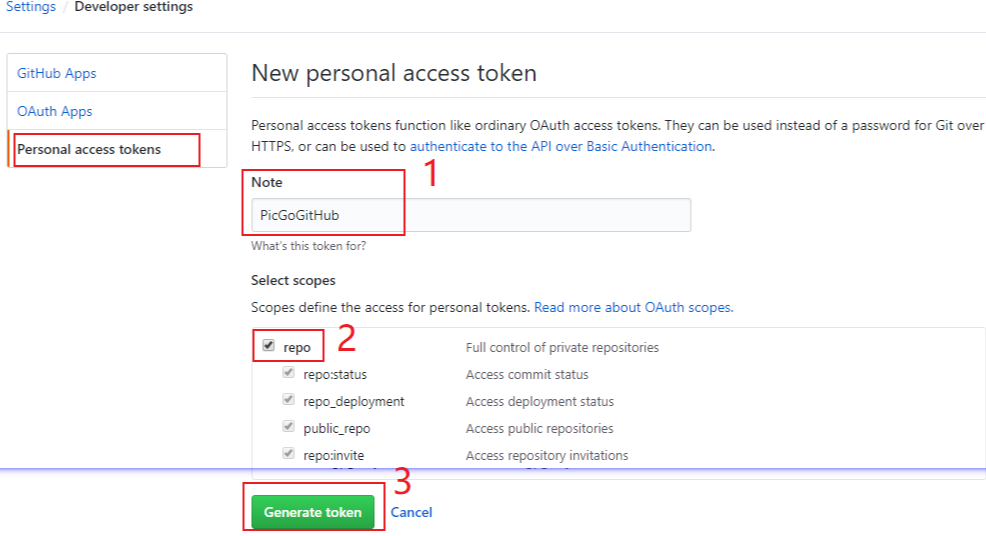 Settings / Developer settings
GitHub Apps
OAuth Apps
Personal access tokens
New personal access token
Personal access tokens function like ordinary OAuth access tokens. They can be used instead of a password for Git over
HTTPS, or can be used to authenticate to the API over Basic Authentication.
1
Note
PicGoGitHub
What's this token for?
Select scopes
Scopes define the access for personal tokens. Read more about OAuth scopes.
2
repo Full control of private repositories
repo:status Access commit status
repo_deployment Access deployment status
public_repo Access public repositories
repo:invite Access repository invitations
3
Generate token Cancel